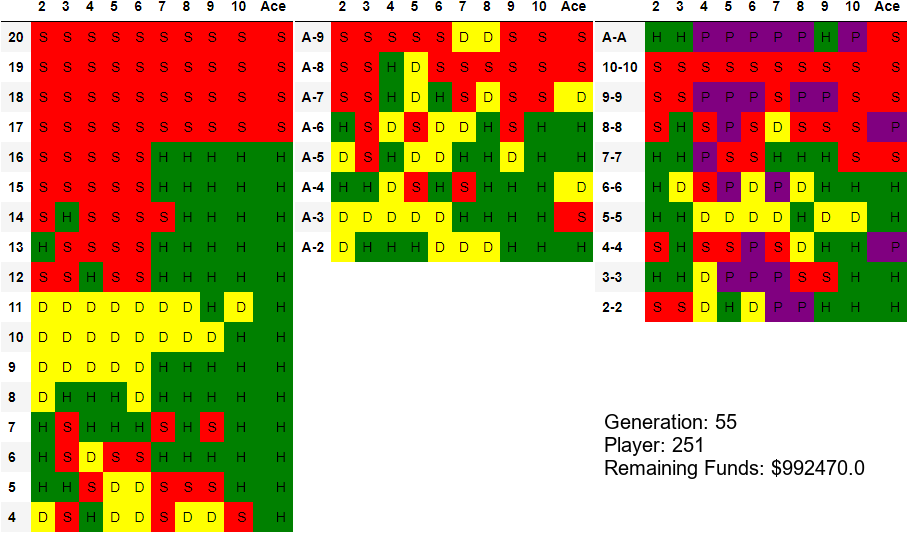 2 3 4 5 6 7 8 9 10 Ace
20 S S S S S S S S S S
19 S S S S S S S S S S
18 S S S S S S S S S S
17 S S S S S S S S S S
16 S S S S S H H H H H
15 S S S S S H H H H H
14 S H S S S S H H H H
13 H S S S S H H H H H
12 S S H S S H H H H H
11 D D D D D D D H D H
10 D D D D D D D D H H
9 D D D D D H H H H H
8 D H H H D H H H H H
7 H S H H H S H S H H
6 H S D S S H H H H H
5 H H S D D S S S H H
4 D S H D D S D D S H
2 3 4 5 6 7 8 9 10 Ace
A-9 S S S S S D D S S S
A-8 S S H D S S S S S S
A-7 S S H D H S D S S D
A-6 H S D S D D H S H H
A-5 D S H D D H H D H H
A-4 H H D S H S H H H D
A-3 D D D D D H H H H S
A-2 D H H H D D D H H H
2 3 4 5 6 7 8 9 10 Ace
A-A H H P P P P P H P S
10-10 S S S S S S S S S S
9-9 S S P P P S P P S S
8-8 S H S P S D S S S P
7-7 H H P S S H H H S S
6-6 H D S P D P D H H H
5-5 H H D D D D H D D H
4-4 S H S S P S D H H P
3-3 H H D P P P S S H H
2-2 S S D H D P P H H H
Generation: 55
Player: 251
Remaining Funds: $992470.0